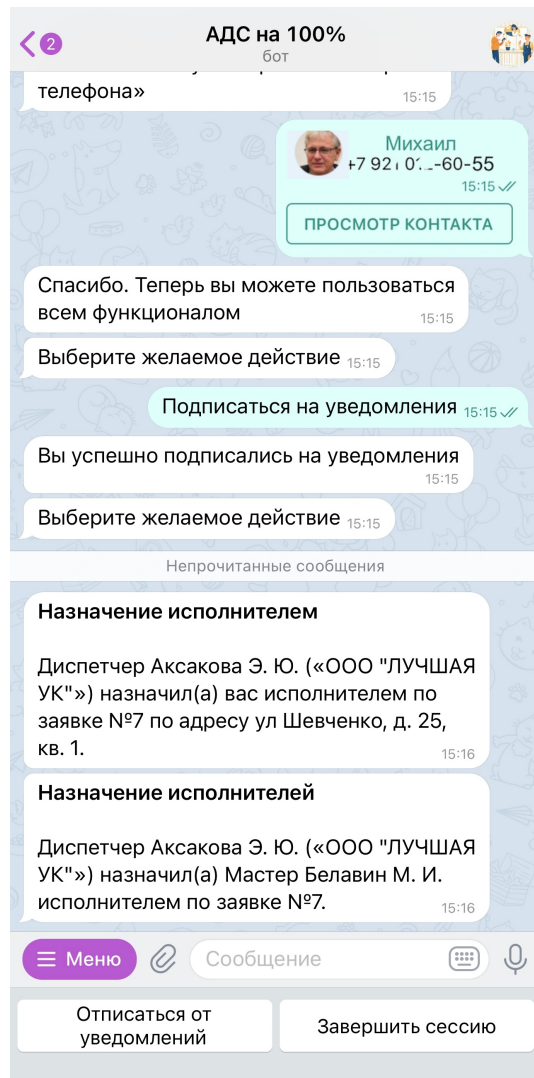 2
АДС на 100%
бот
телефона»
15:15
Михаил
15:15
ПРОСМОТР КОНТАКТА
Спасибо. Теперь вы можете пользоваться
всем функционалом 15:15
Выберите желаемое действие 15:15
Подписаться на уведомления 15:15
Вы успешно подписались на уведомления
15:15
Выберите желаемое действие 15:15
Непрочитанные сообщения
Назначение исполнителем
Диспетчер Аксакова Э. Ю. («ООО "ЛУЧШАЯ
УК"») назначил(а) вас исполнителем по
заявке №7 по адресу ул Шевченко, д. 25,
кв. 1. 15:16
Назначение исполнителей
Диспетчер Аксакова Э. Ю. («ООО "ЛУЧШАЯ
УК"») назначил(а) Мастер Белавин М. И.
исполнителем по заявке №7. 15:16
Меню
Сообщение
Отписаться от
уведомлений
Завершить сессию